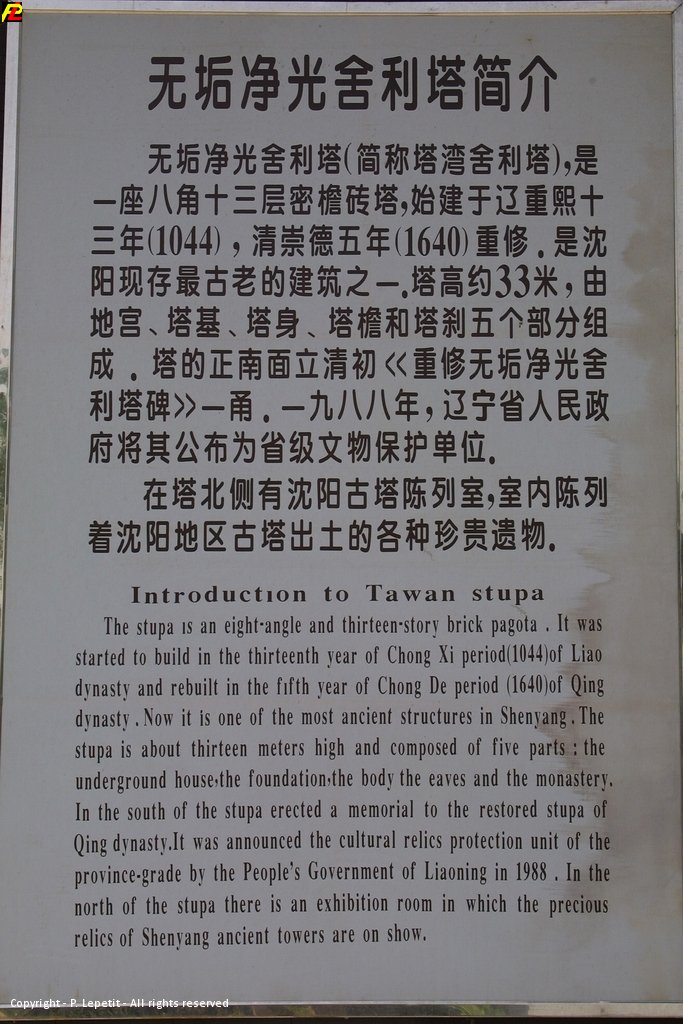 无垢净光舍利塔简介
无垢净光舍利塔(简称塔湾舍利塔),是
一座八角十三层密檐砖塔,始建于辽重熙十
三年(1044),清崇德五年(1640)重修.是沈
阳现存最古老的建筑之一.塔高约33米,由
地宫、塔基、塔身、塔檐和塔刹五个部分组
成.塔的正南面立清初《重修无垢净光舍
利塔碑》一甬.一九八八年,辽宁省人民政
府将其公布为省级文物保护单位.
在塔北侧有沈阳古塔陈列室,室内陈列
着沈阳地区古塔出土的各种珍贵遗物.
Introduction to Tawan stupa
The stupa is an eight-angle and thirteen-story brick pagota . It was
started to build in the thirteenth year of Chong Xi period(1044)of Liao
dynasty and rebuilt in the fifth year of Chong De period (1640)of Qing
dynasty . Now it is one of the most ancient structures in Shenyang . The
stupa is about thirteen meters high and composed of five parts : the
underground house,the foundation,the body the eaves and the monastery.
In the south of the stupa erected a memorial to the restored stupa of
Qing dynasty.It was announced the cultural relics protection unit of the
province-grade by the People's Government of Liaoning in 1988 . In the
north of the stupa there is an exhibition room in which the precious
relics of Shenyang ancient towers are on show.
Copyright - P. Lepetit - All rights reserved